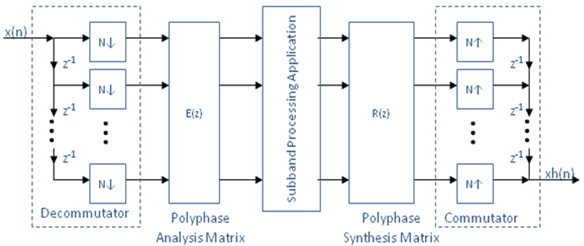 x(n)
N↓
z-1
N↓
z-1
z-1
N↓
Decommutator
E(z)
Polyphase
Analysis Matrix
Subband Processing Application
R(z)
Polyphase
Synthesis Matrix
N↑
z-1
N↑
z-1
z-1
N↑
Commutator
xh(n)